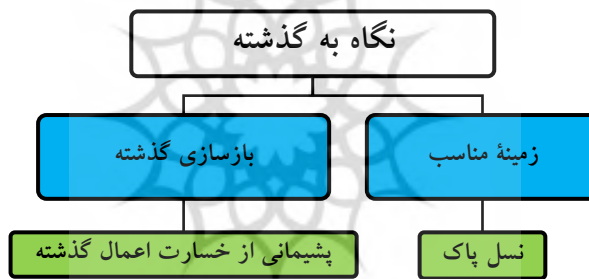 نگاه به گذشته
زمینهٔ مناسب
بازسازی گذشته
نسل پاک
پشیمانی از خسارت اعمال گذشته